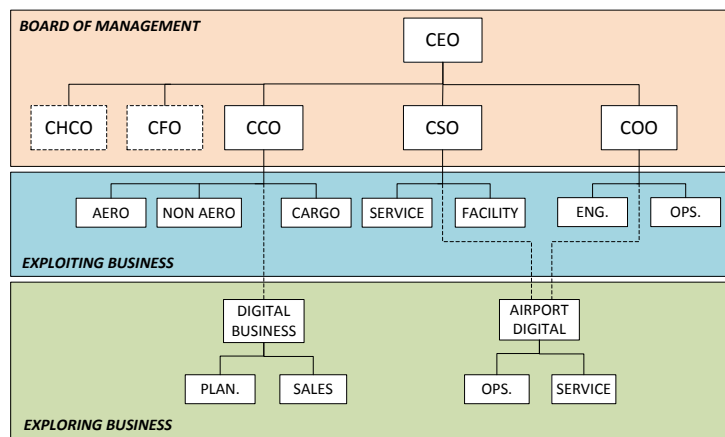 BOARD OF MANAGEMENT
CEO
CHCO
CFO
CCO
CSO
COO
AERO
NON AERO
CARGO
SERVICE
FACILITY
ENG.
OPS.
EXPLOITING BUSINESS
DIGITAL
BUSINESS
AIRPORT
DIGITAL
PLAN.
SALES
OPS.
SERVICE
EXPLORING BUSINESS